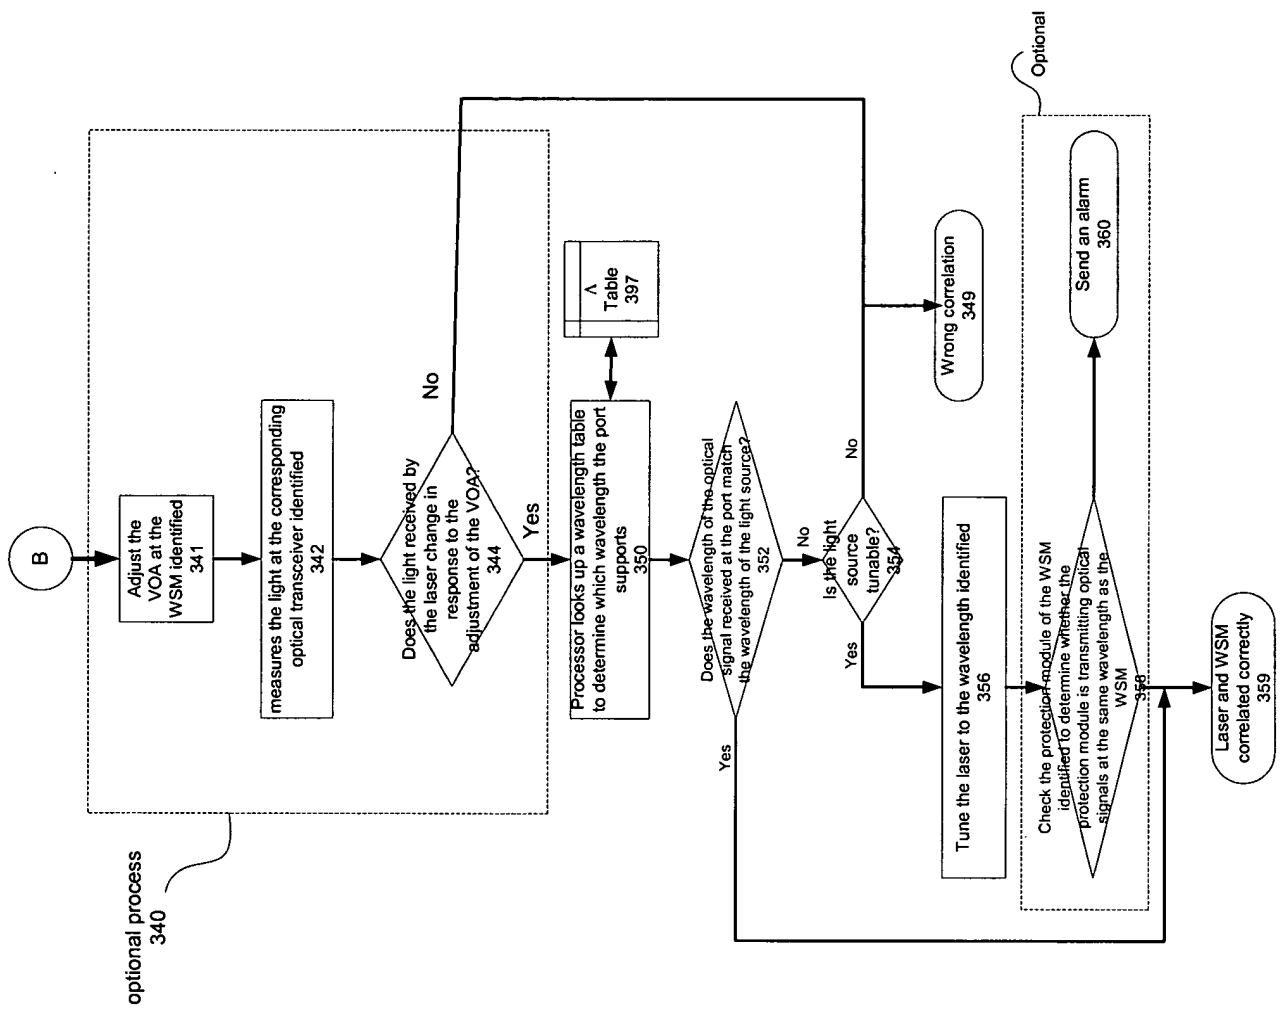 B
Adjust the
VOA at the
WSM identified
341
measures the light at the corresponding
optical transceiver identified
342
Does the light received by
the laser change in
response to the
adjustment of the VOA?
344
No
Yes
optional process
340
Processor looks up a wavelength table
to determine which wavelength the port
supports
350
Λ
Table
397
Does the wavelength of the optical
signal received at the port match
the wavelength of the light source?
352
Yes
No
Is the light
source
tunable?
354
No
Yes
Wrong correlation
349
Tune the laser to the wavelength identified
356
Optional
Check the protection module of the WSM
identified to determine whether the
protection module is transmitting optical
signals at the same wavelength as the
WSM
358
Send an alarm
360
Laser and WSM
correlated correctly
359